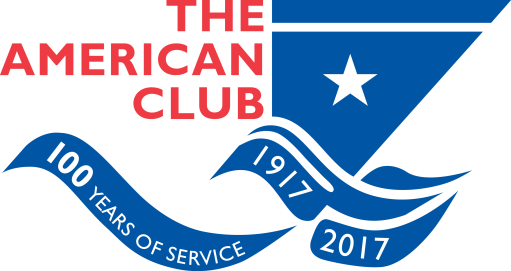 THE
AMERICAN
CLUB
100 YEARS OF SERVICE
1917
2017